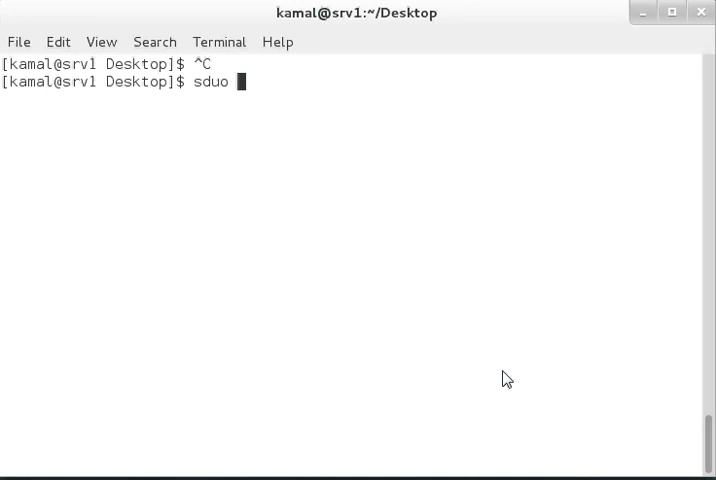 kamal@srv1:~/Desktop
File Edit View Search Terminal Help
[kamal@srv1 Desktop]$ ^C
[kamal@srv1 Desktop]$ sduo